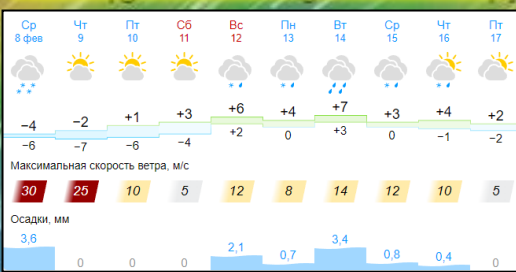 Ср Чт Пт Сб Вс Пн Вт Ср Чт Пт
8 фев 9 10 11 12 13 14 15 16 17
−4 −2 +1 +3 +6 +4 +7 +3 +4 +2
−6 −7 −6 −4 +2 0 +3 0 −1 −2
Максимальная скорость ветра, м/с
30 25 10 5 12 8 14 12 10 5
Осадки, мм
3,6 0 0 0 2,1 0,7 3,4 0,8 0,4 0